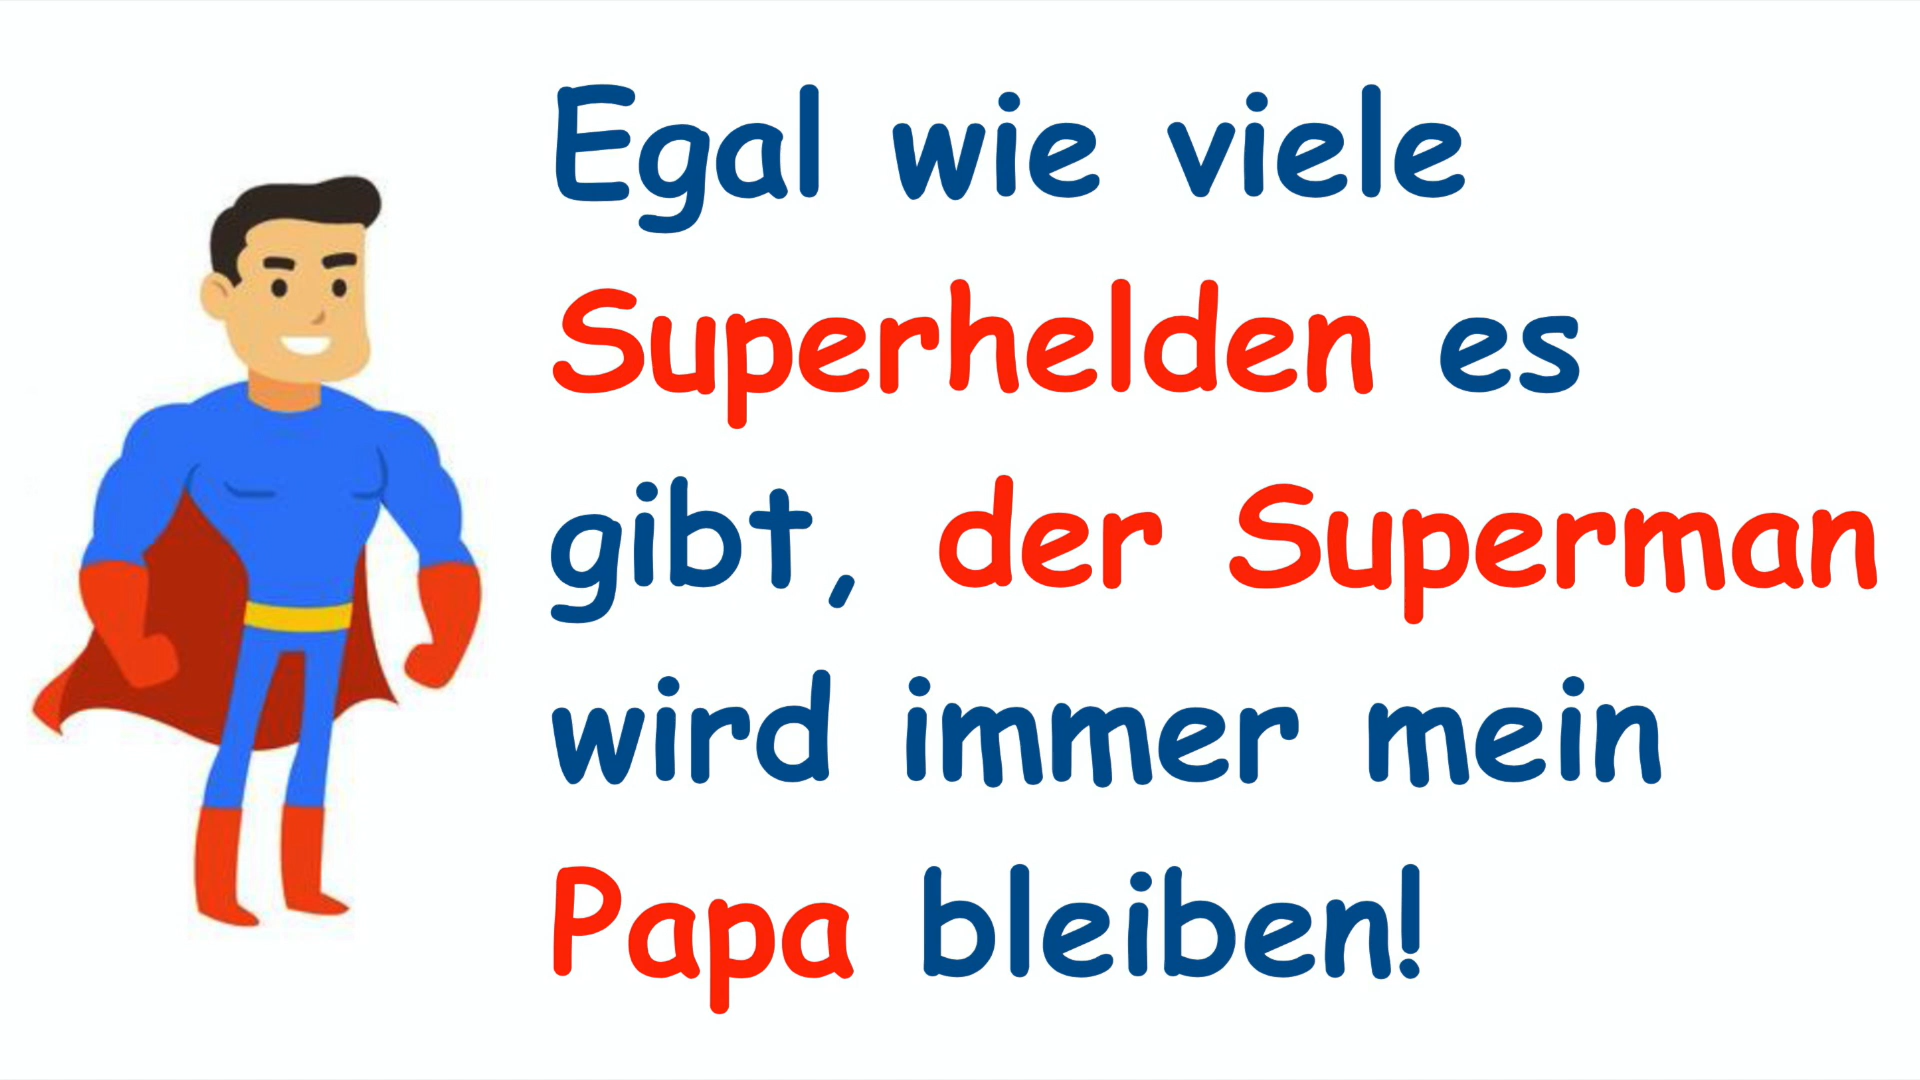 Egal wie viele
Superhelden es
gibt, der Superman
wird immer mein
Papa bleiben!